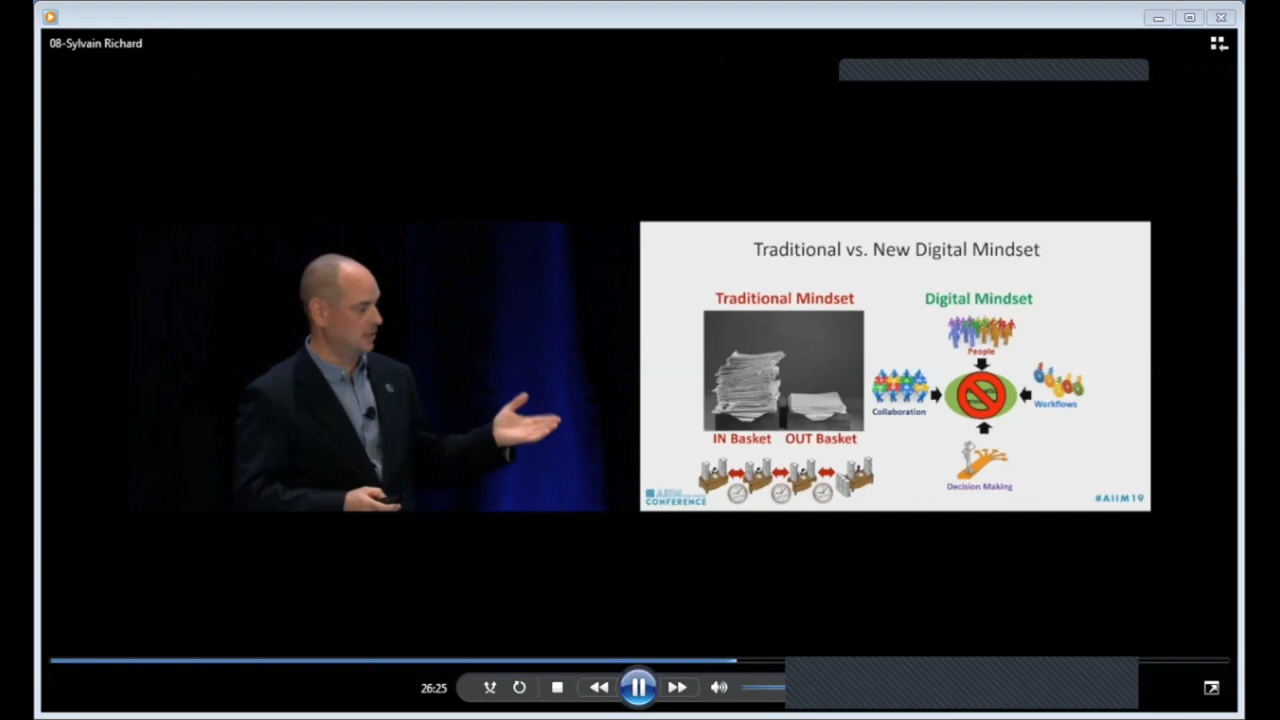 08-Sylvain Richard
Traditional vs. New Digital Mindset
Traditional Mindset
Digital Mindset
People
Collaboration
Workflows
IN Basket
OUT Basket
Decision Making
AIIM
CONFERENCE
#AIIM19
26:25